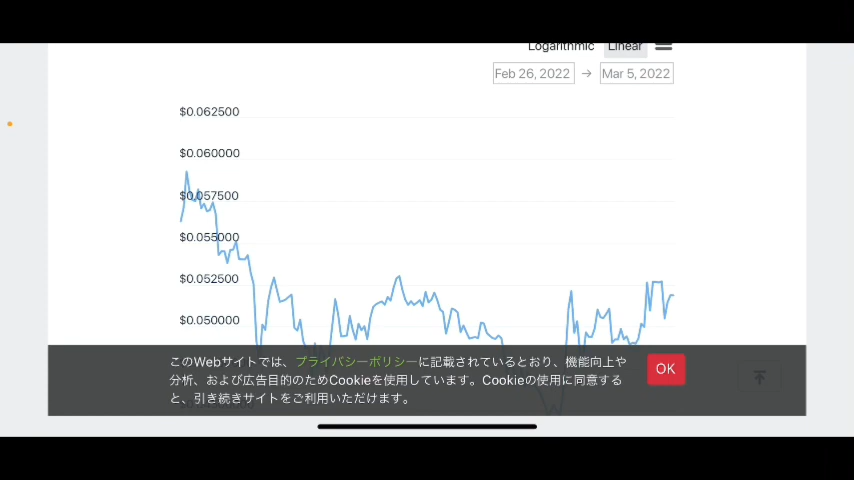 Logarithmic Linear
Feb 26, 2022 → Mar 5, 2022
$0.062500
$0.060000
$0.057500
$0.055000
$0.052500
$0.050000
このWebサイトでは、プライバシーポリシーに記載されているとおり、機能向上や
分析、および広告目的のためCookieを使用しています。Cookieの使用に同意する
と、引き続きサイトをご利用いただけます。
OK